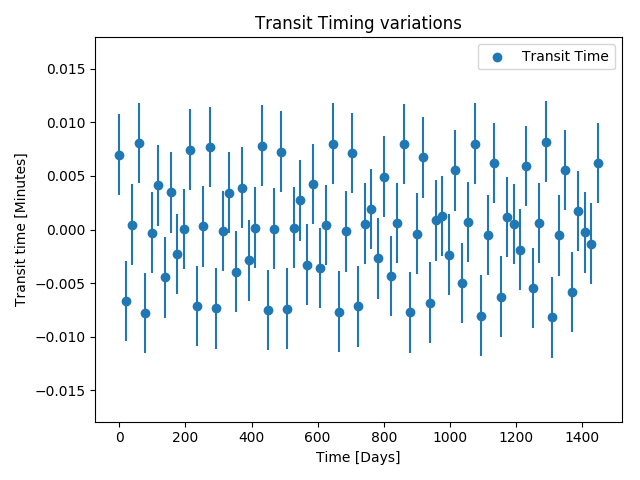 Transit Timing variations
Transit Time
0.015
0.010
0.005
0.000
−0.005
−0.010
−0.015
Transit time [Minutes]
0 200 400 600 800 1000 1200 1400
Time [Days]